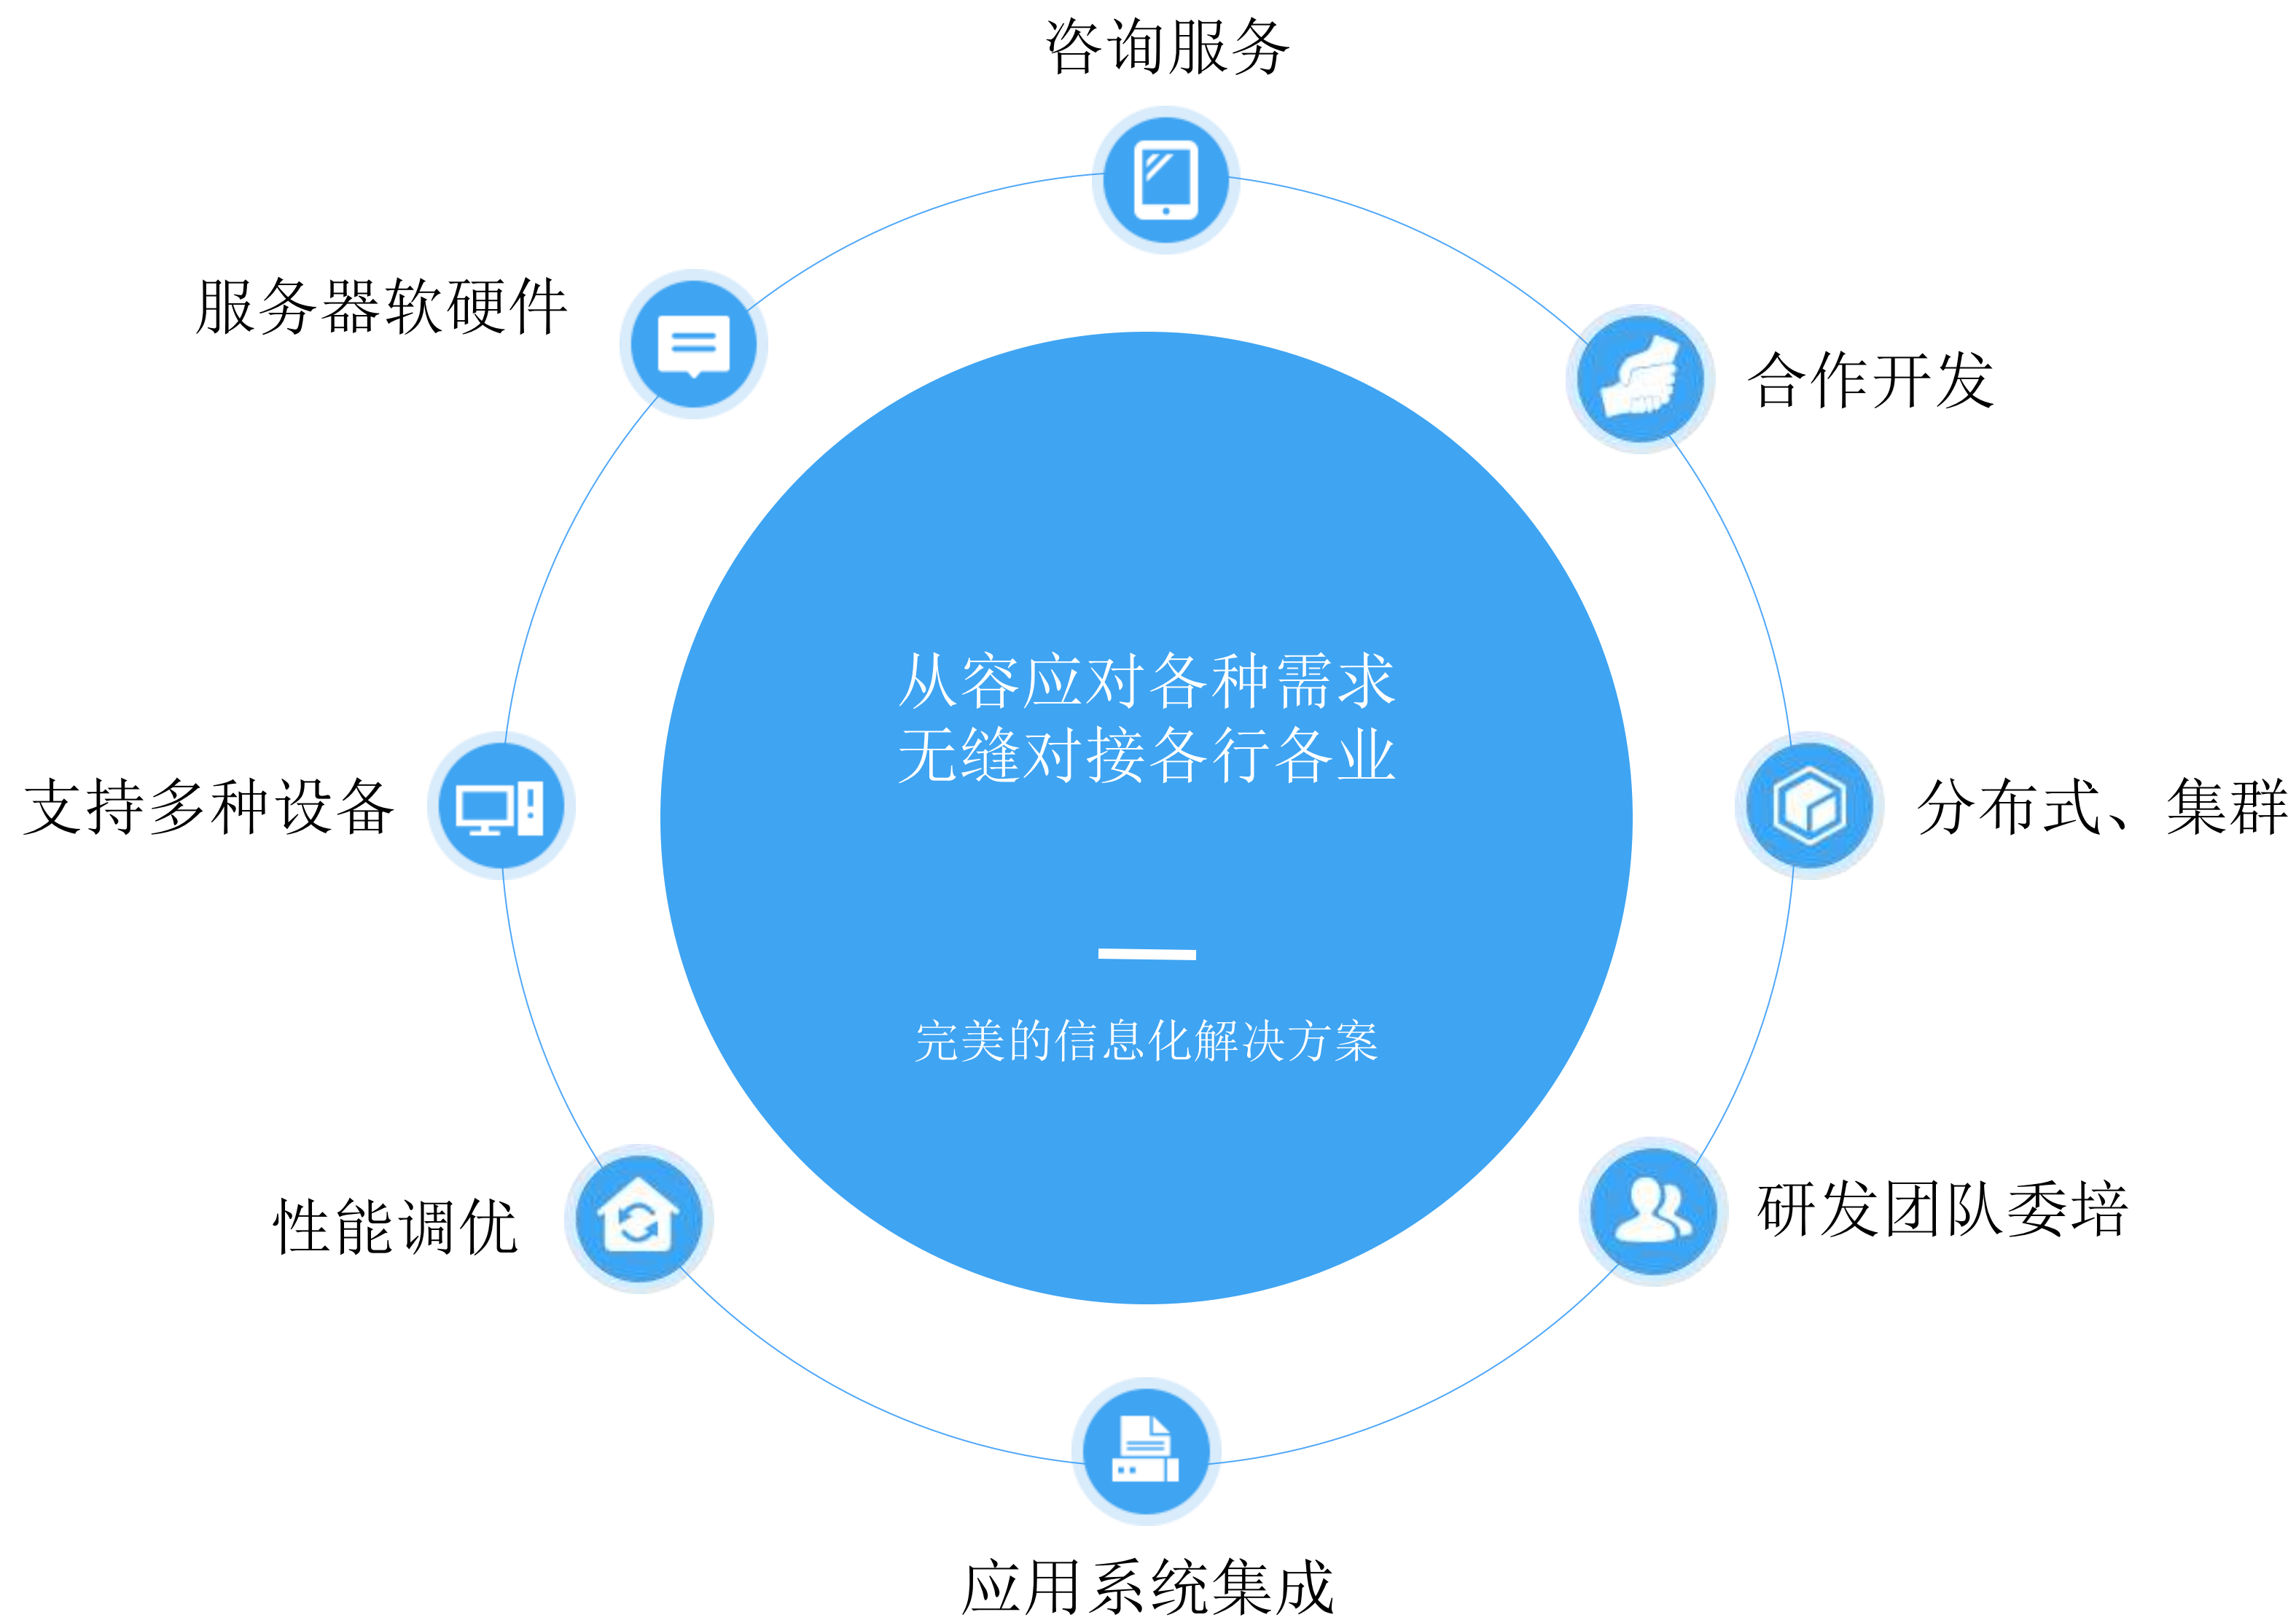 咨询服务
服务器软硬件
合作开发
从容应对各种需求
无缝对接各行各业
支持多种设备
分布式、集群
完美的信息化解决方案
性能调优
研发团队委培
应用系统集成